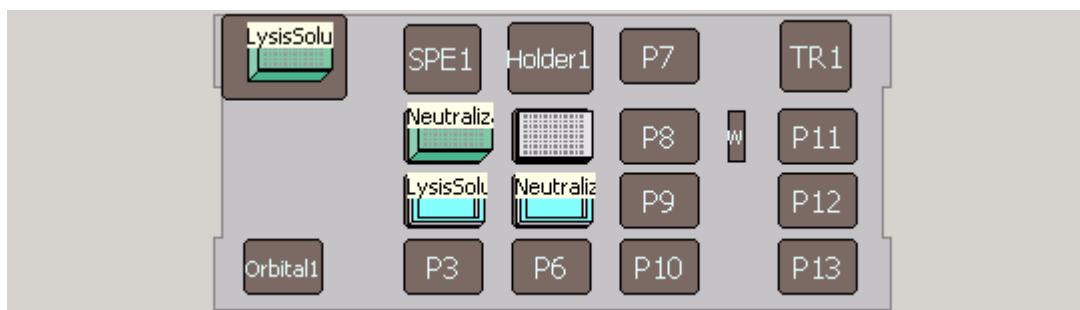 LysisSolu
SPE1
Holder1
P7
TR1
Neutraliz
P8
W
P11
LysisSolu
Neutraliz
P9
P12
Orbital1
P3
P6
P10
P13